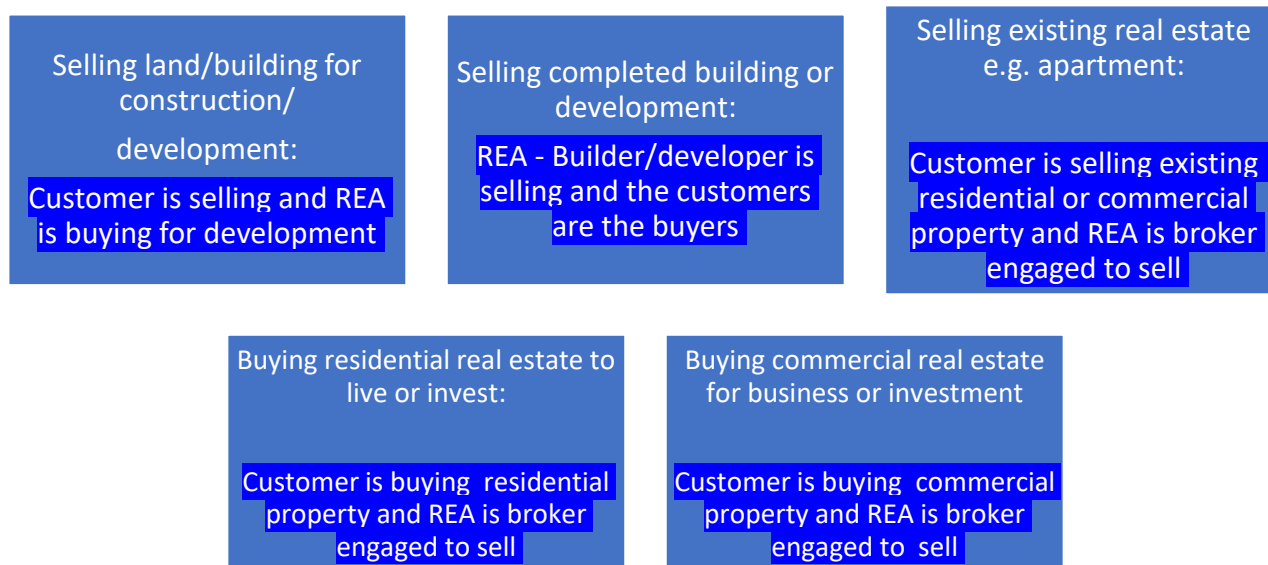 Selling land/building for
construction/
development:
Customer is selling and REA
is buying for development
Selling completed building or
development:
REA - Builder/developer is
selling and the customers
are the buyers
Selling existing real estate
e.g. apartment:
Customer is selling existing
residential or commercial
property and REA is broker
engaged to sell
Buying residential real estate to
live or invest:
Customer is buying  residential
property and REA is broker
engaged to sell
Buying commercial real estate
for business or investment
Customer is buying  commercial
property and REA is broker
engaged to  sell